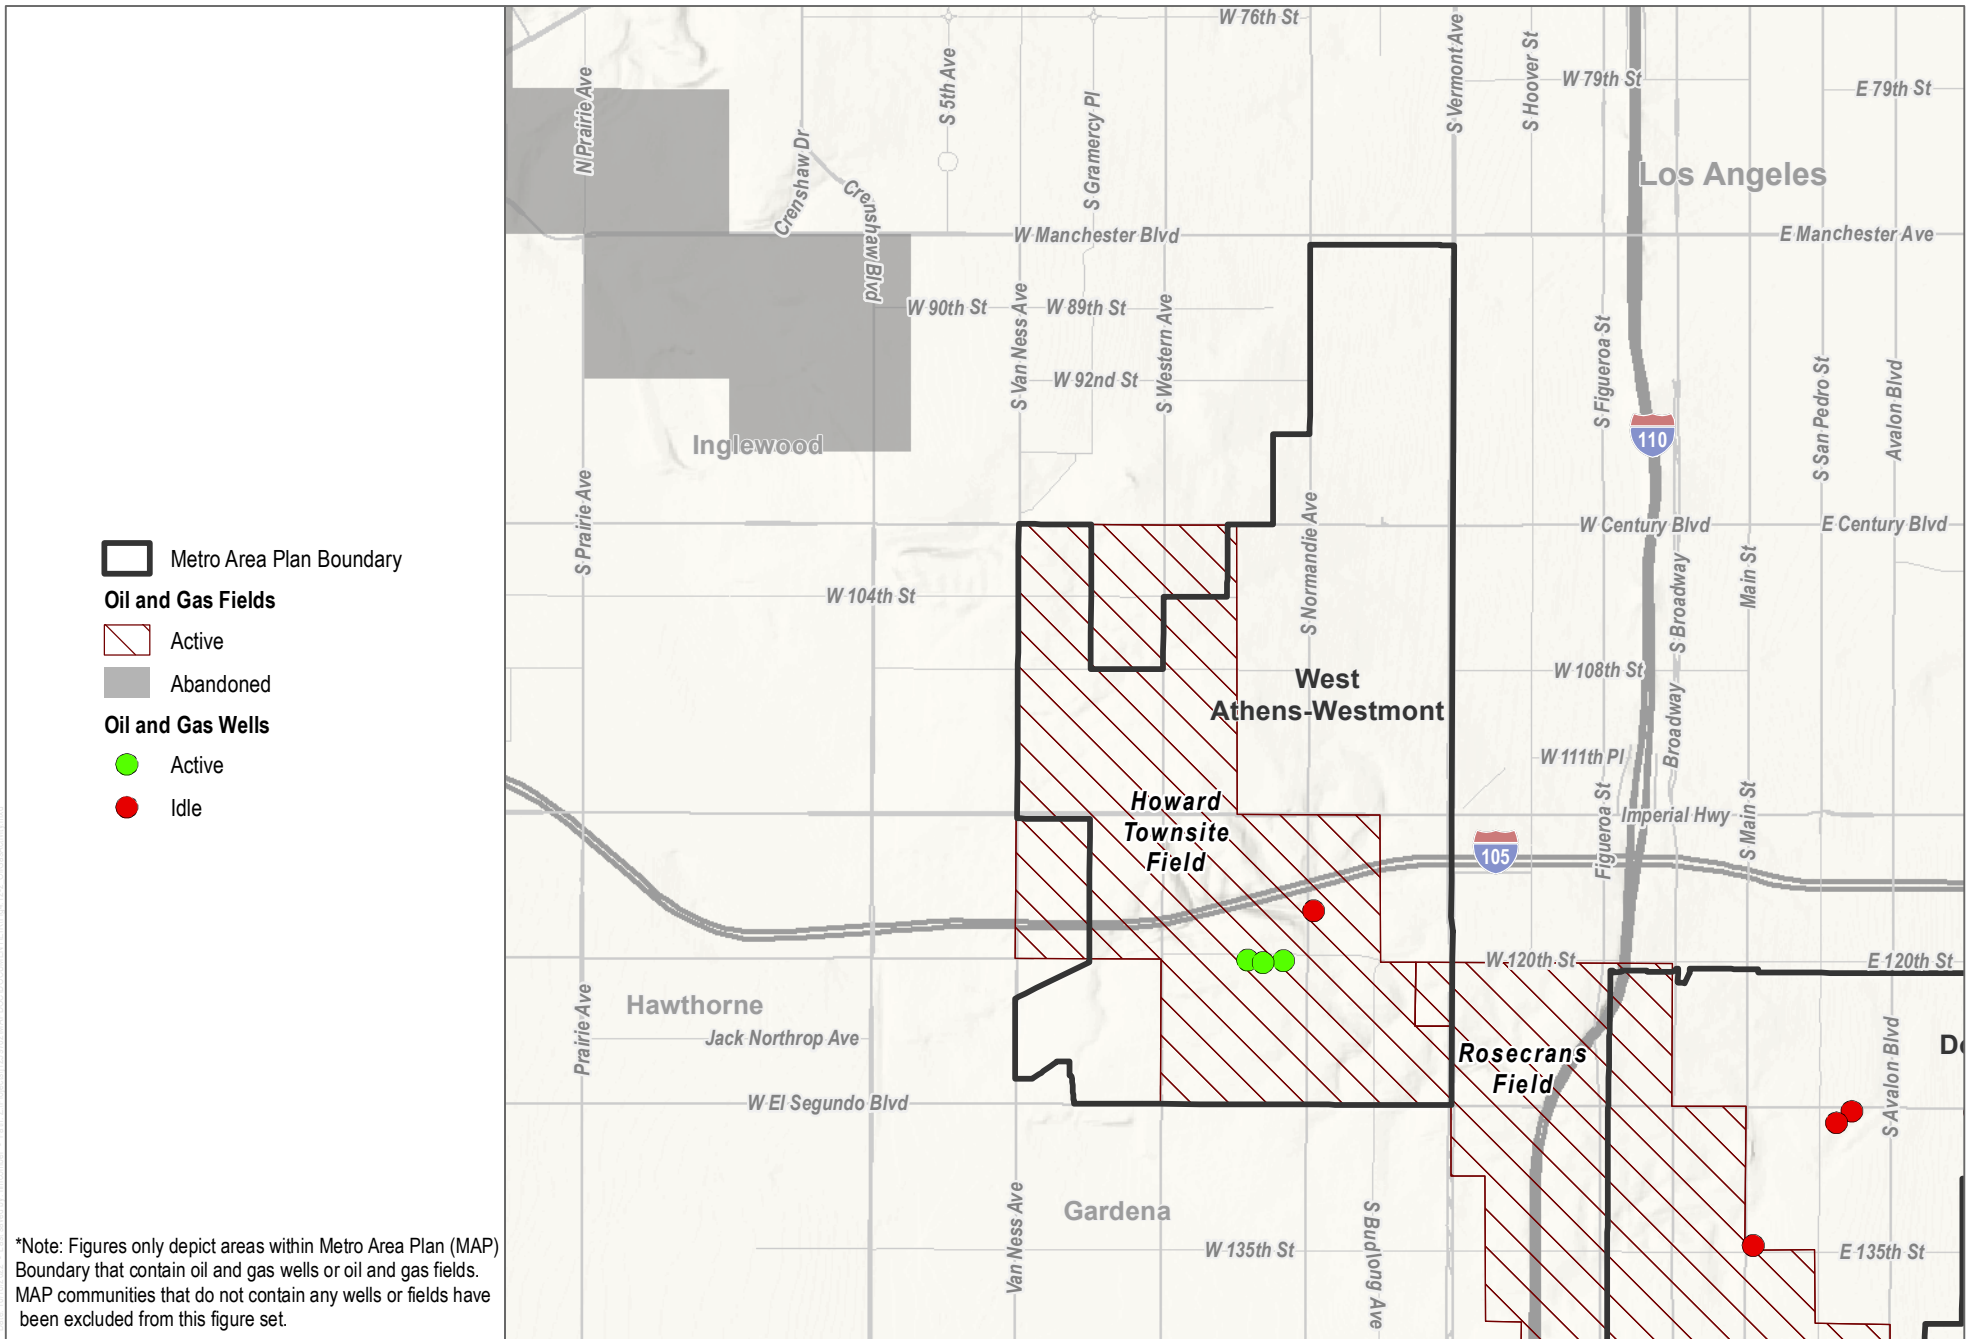 Metro Area Plan Boundary
Oil and Gas Fields
Active
Abandoned
Oil and Gas Wells
Active
Idle
*Note: Figures only depict areas within Metro Area Plan (MAP)
Boundary that contain oil and gas wells or oil and gas fields.
MAP communities that do not contain any wells or fields have
been excluded from this figure set.
W 76th St
N Prairie Ave
S 5th Ave
S Gramercy Pl
S Vermont Ave
S Hoover St
W 79th St
E 79th St
Crenshaw Dr
Crenshaw Blvd
Los Angeles
W Manchester Blvd
E Manchester Ave
W 90th St
W 89th St
S Van Ness Ave
S Western Ave
W 92nd St
S Figueroa St
S San Pedro St
Avalon Blvd
110
Inglewood
S Prairie Ave
S Normandie Ave
W Century Blvd
E Century Blvd
W 104th St
S Broadway
Main St
West
Athens-Westmont
W 108th St
Broadway
W 111th Pl
Howard
Townsite
Field
Figueroa St
Imperial Hwy
S Main St
105
W 120th St
E 120th St
Hawthorne
Prairie Ave
Jack Northrop Ave
Rosecrans
Field
S Avalon Blvd
W El Segundo Blvd
Van Ness Ave
Gardena
S Budlong Ave
W 135th St
E 135th St